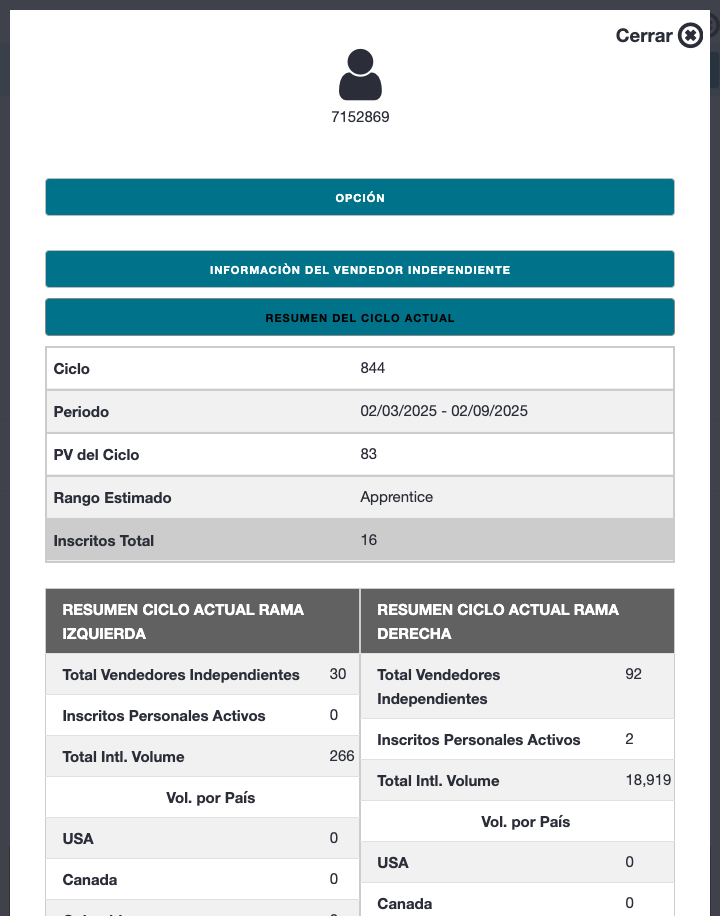 Cerrar
7152869
OPCIÓN
INFORMACIÒN DEL VENDEDOR INDEPENDIENTE
RESUMEN DEL CICLO ACTUAL
Ciclo 844
Periodo 02/03/2025 - 02/09/2025
PV del Ciclo 83
Rango Estimado Apprentice
Inscritos Total 16
RESUMEN CICLO ACTUAL RAMA
IZQUIERDA
Total Vendedores Independientes 30
Inscritos Personales Activos 0
Total Intl. Volume 266
Vol. por País
USA 0
Canada 0
RESUMEN CICLO ACTUAL RAMA
DERECHA
Total Vendedores 92
Independientes
Inscritos Personales Activos 2
Total Intl. Volume 18,919
Vol. por País
USA 0
Canada 0